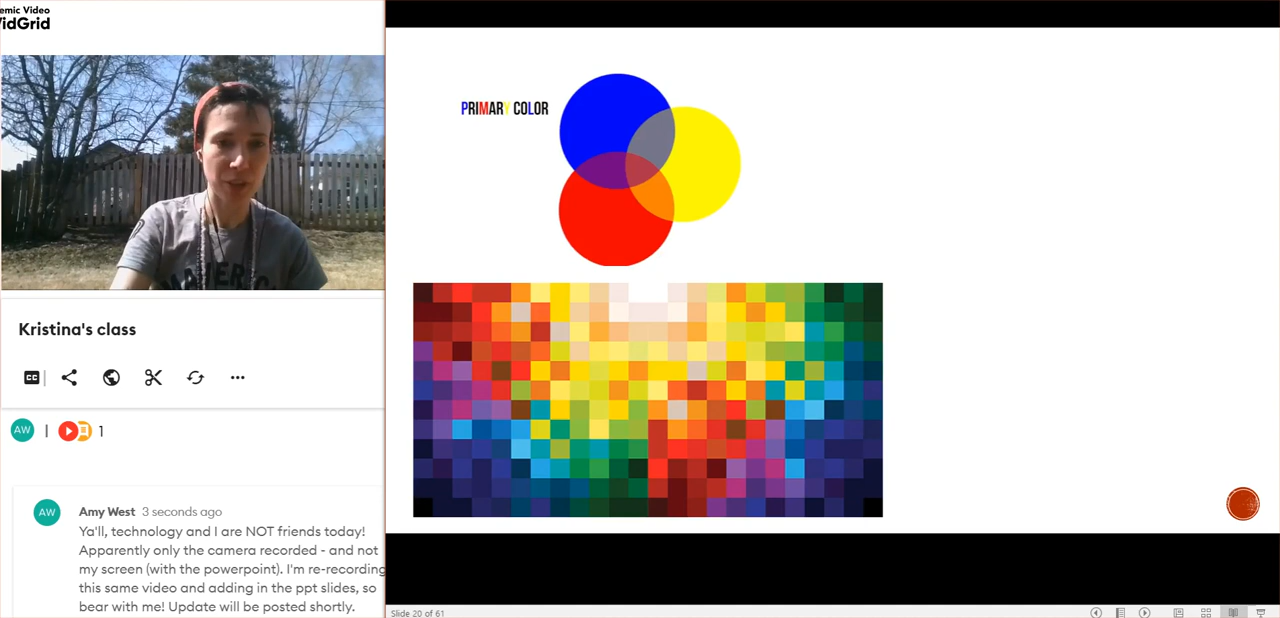 emic Video
VidGrid
PRIMARY COLOR
Kristina's class
CC
AW
1
AW
Amy West 3 seconds ago
Ya'll, technology and I are NOT friends today!
Apparently only the camera recorded - and not
my screen (with the powerpoint). I'm re-recording
this same video and adding in the ppt slides, so
bear with me! Update will be posted shortly.
Slide 20 of 61